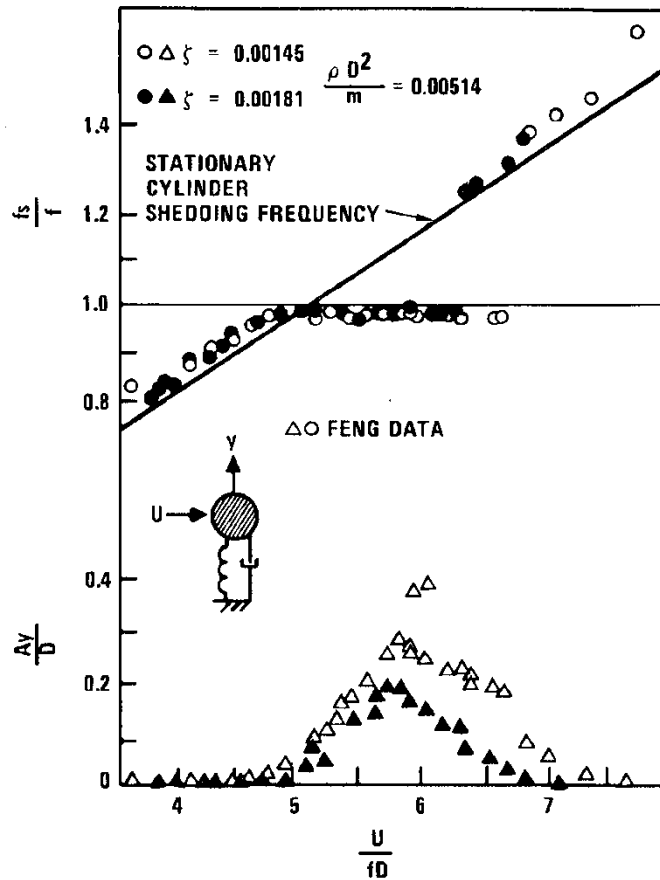 ○ △ ζ = 0.00145
● ▲ ζ = 0.00181
ρ D² / m = 0.00514
1.4
STATIONARY
CYLINDER
SHEDDING FREQUENCY
fs / f
1.2
1.0
0.8
△○ FENG DATA
Y
U
0.4
Ay / D
0.2
0
4 5 6 7
U / fD